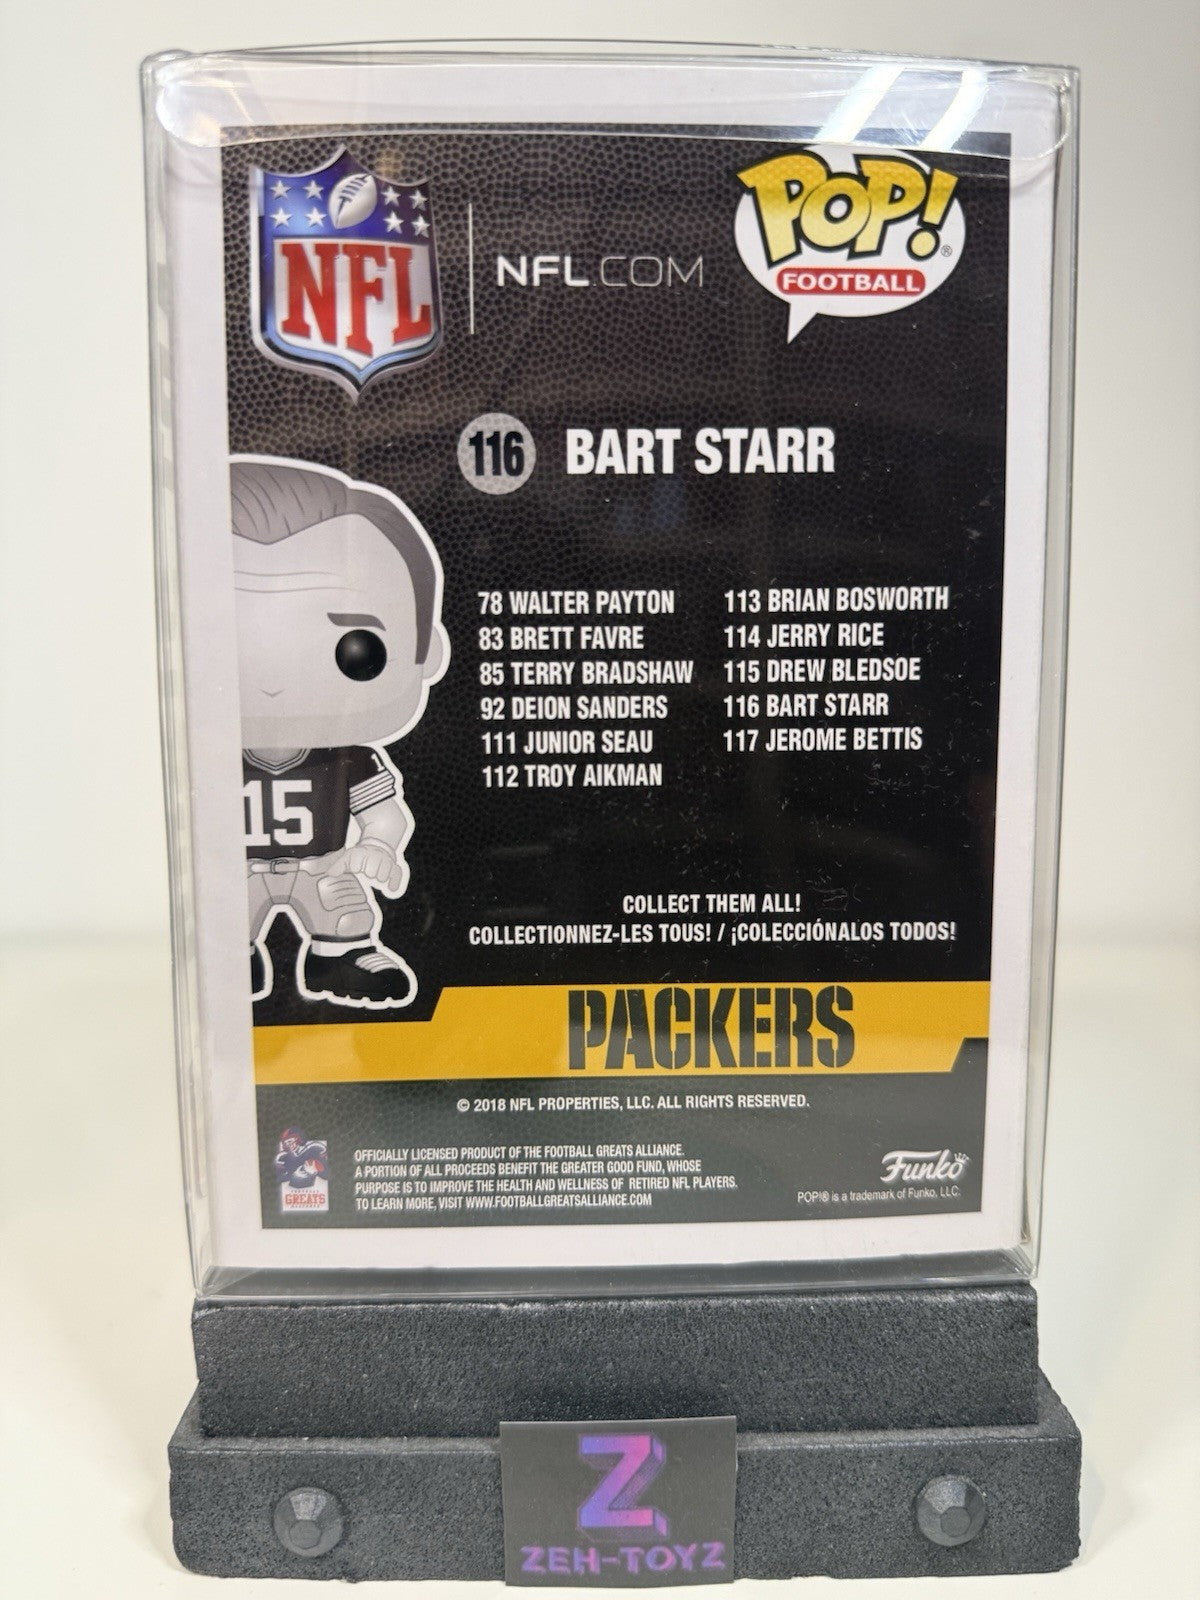 NFL
NFL.COM
POP!®
FOOTBALL
116 BART STARR
78 WALTER PAYTON
83 BRETT FAVRE
85 TERRY BRADSHAW
92 DEION SANDERS
111 JUNIOR SEAU
112 TROY AIKMAN
113 BRIAN BOSWORTH
114 JERRY RICE
115 DREW BLEDSOE
116 BART STARR
117 JEROME BETTIS
15
COLLECT THEM ALL!
COLLECTIONNEZ-LES TOUS! / ¡COLECCIÓNALOS TODOS!
PACKERS
© 2018 NFL PROPERTIES, LLC. ALL RIGHTS RESERVED.
GREATS
OFFICIALLY LICENSED PRODUCT OF THE FOOTBALL GREATS ALLIANCE.
A PORTION OF ALL PROCEEDS BENEFIT THE GREATER GOOD FUND, WHOSE
PURPOSE IS TO IMPROVE THE HEALTH AND WELLNESS OF RETIRED NFL PLAYERS.
TO LEARN MORE, VISIT WWW.FOOTBALLGREATSALLIANCE.COM
Funko
POP!® is a trademark of Funko, LLC.
Z
ZEH-TOYZ